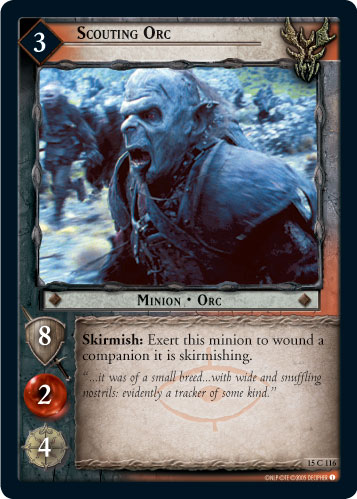 3
Scouting Orc
Minion • Orc
8
Skirmish: Exert this minion to wound a
companion it is skirmishing.
2
"...it was of a small breed...with wide and snuffling
nostrils: evidently a tracker of some kind."
4
15 C 116